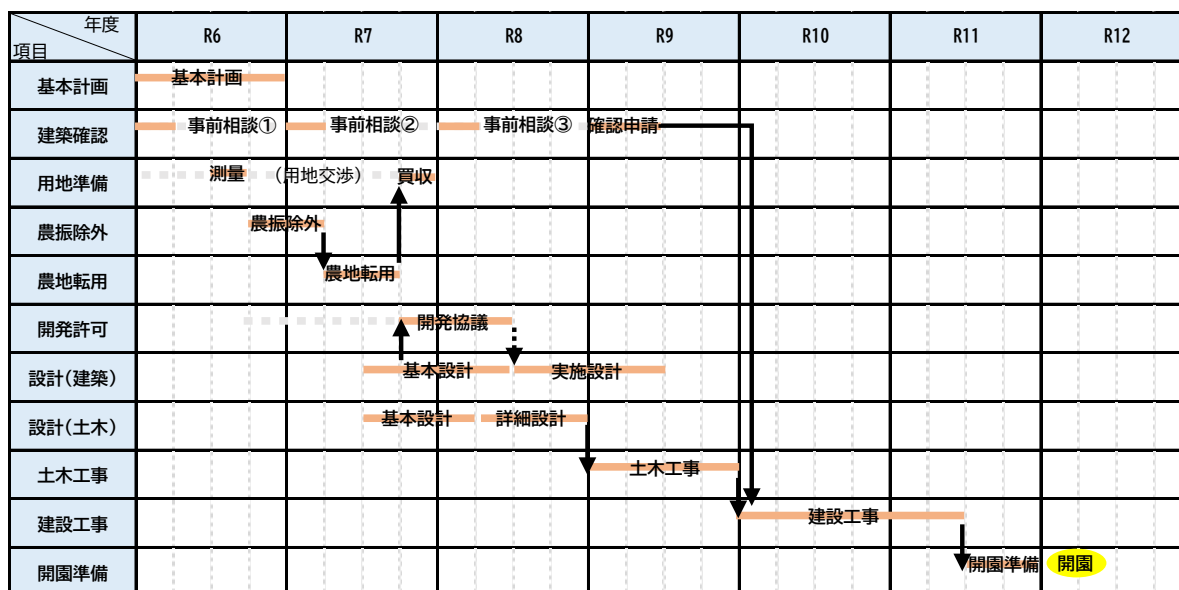 年度
項目
R6 R7 R8 R9 R10 R11 R12
基本計画 基本計画
建築確認 事前相談① 事前相談② 事前相談③ 確認申請
用地準備 測量 (用地交渉) 買収
農振除外 農振除外
農地転用 農地転用
開発許可 開発協議
設計(建築) 基本設計 実施設計
設計(土木) 基本設計 詳細設計
土木工事 土木工事
建設工事 建設工事
開園準備 開園準備 開園